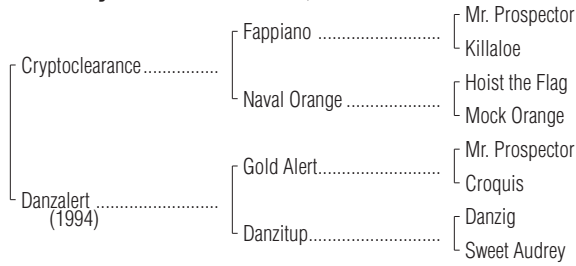 Mr. Prospector
Fappiano ..................
Killaloe
Cryptoclearance................
Hoist the Flag
Naval Orange ..................
Mock Orange
Mr. Prospector
Gold Alert.......................
Croquis
Danzalert ........................
(1994)
Danzig
Danzitup.........................
Sweet Audrey